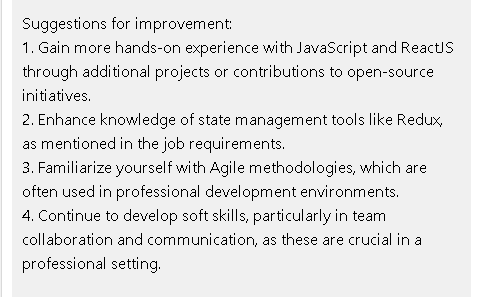 Suggestions for improvement:
1. Gain more hands-on experience with JavaScript and ReactJS
through additional projects or contributions to open-source
initiatives.
2. Enhance knowledge of state management tools like Redux,
as mentioned in the job requirements.
3. Familiarize yourself with Agile methodologies, which are
often used in professional development environments.
4. Continue to develop soft skills, particularly in team
collaboration and communication, as these are crucial in a
professional setting.